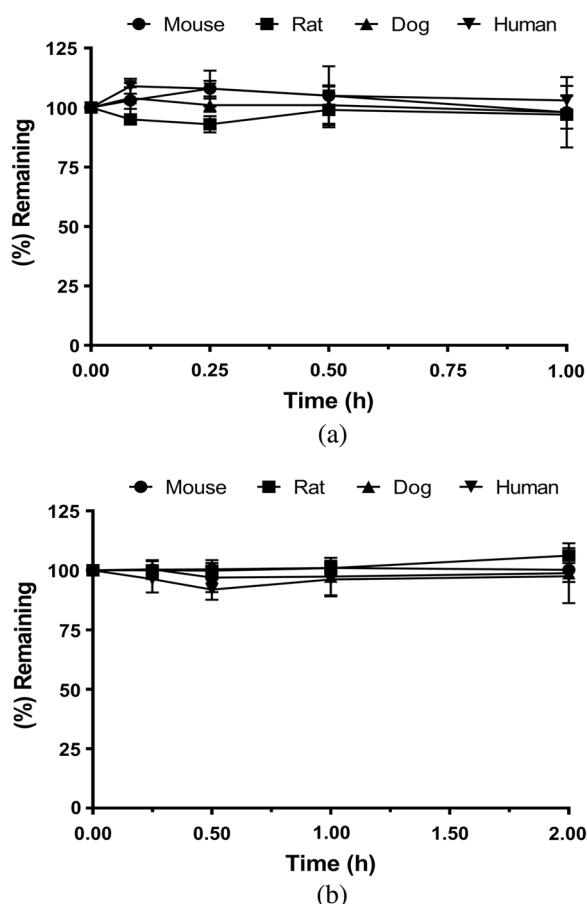 Mouse Rat Dog Human
125
100
75
50
25
0
(%) Remaining
0.00 0.25 0.50 0.75 1.00
Time (h)
(a)
Mouse Rat Dog Human
125
100
75
50
25
0
(%) Remaining
0.00 0.50 1.00 1.50 2.00
Time (h)
(b)